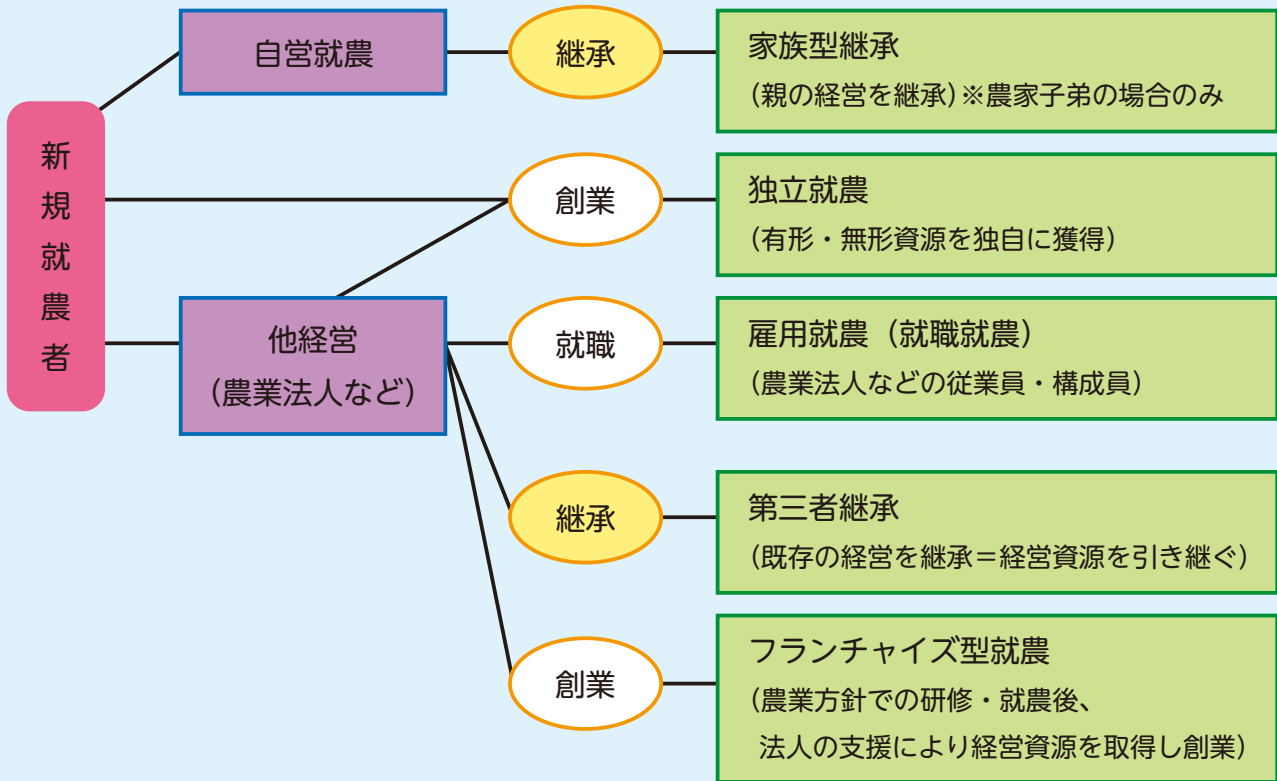 新規就農者
自営就農
継承
家族型継承
(親の経営を継承)※農家子弟の場合のみ
創業
独立就農
(有形・無形資源を独自に獲得)
他経営
(農業法人など)
就職
雇用就農（就職就農）
(農業法人などの従業員・構成員)
継承
第三者継承
(既存の経営を継承＝経営資源を引き継ぐ)
創業
フランチャイズ型就農
(農業方針での研修・就農後、
法人の支援により経営資源を取得し創業)